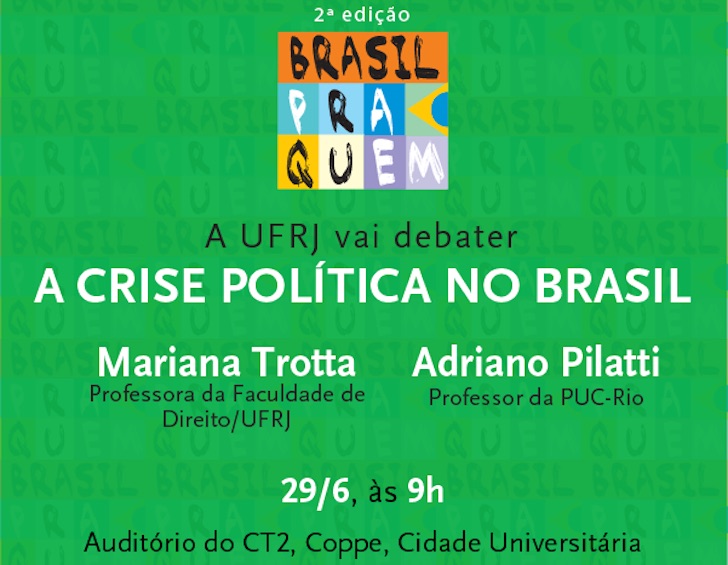 2ª edição
BRASIL
PRA
QUEM
A UFRJ vai debater
A CRISE POLÍTICA NO BRASIL
Mariana Trotta
Professora da Faculdade de
Direito/UFRJ
Adriano Pilatti
Professor da PUC-Rio
29/6, às 9h
Auditório do CT2, Coppe, Cidade Universitária